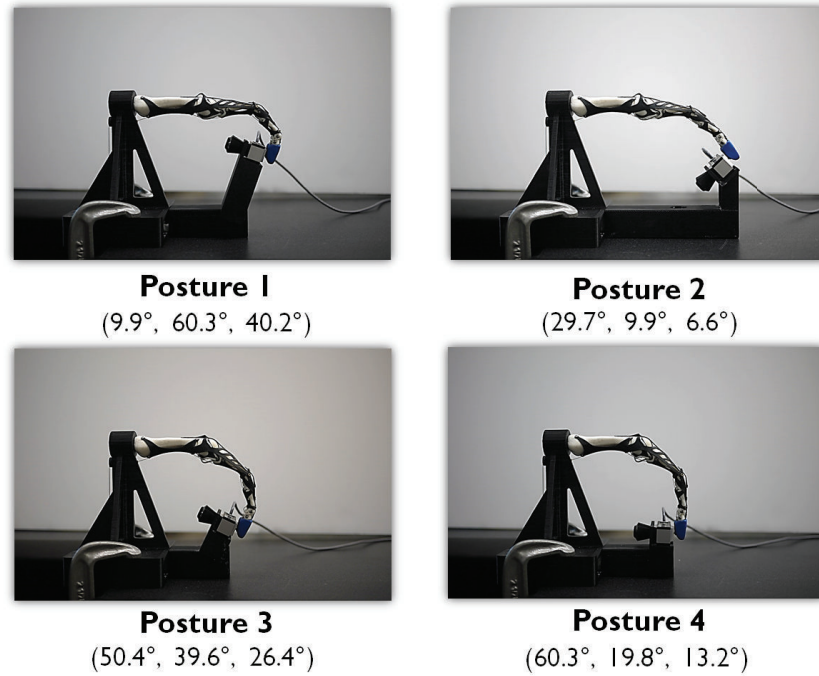 Posture 1
(9.9°, 60.3°, 40.2°)
Posture 2
(29.7°, 9.9°, 6.6°)
Posture 3
(50.4°, 39.6°, 26.4°)
Posture 4
(60.3°, 19.8°, 13.2°)